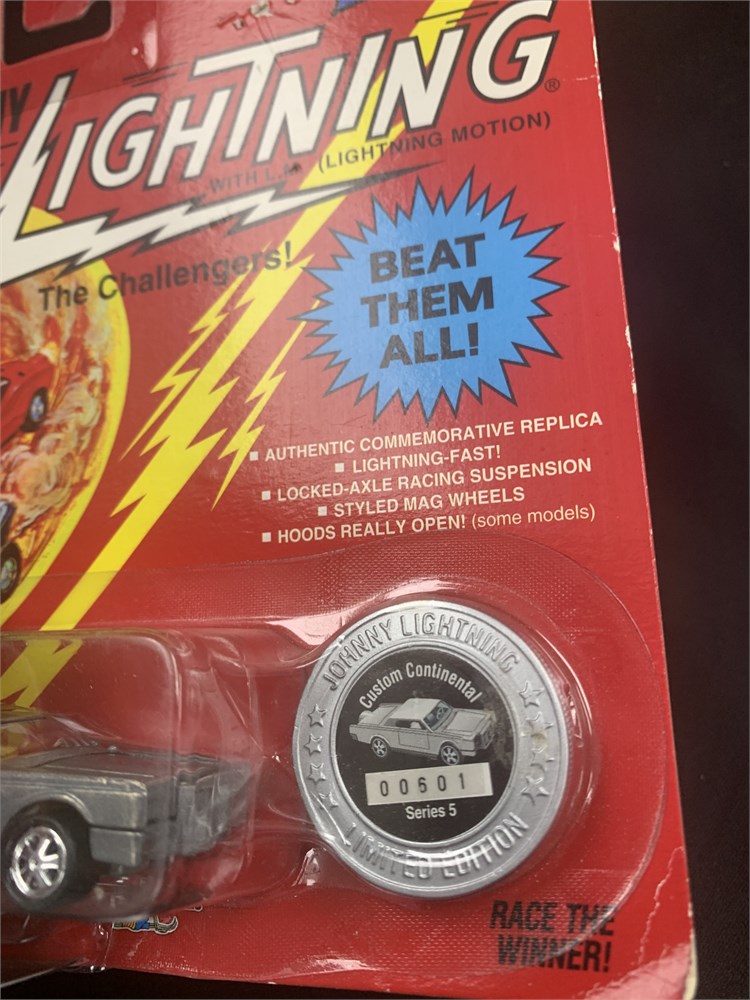 LIGHTNING®
WITH L.M. (LIGHTNING MOTION)
The Challengers!
BEAT
THEM
ALL!
▪ AUTHENTIC COMMEMORATIVE REPLICA
▪ LIGHTNING-FAST!
▪ LOCKED-AXLE RACING SUSPENSION
▪ STYLED MAG WHEELS
▪ HOODS REALLY OPEN! (some models)
JOHNNY LIGHTNING
Custom Continental
00601
Series 5
LIMITED EDITION
RACE THE
WINNER!